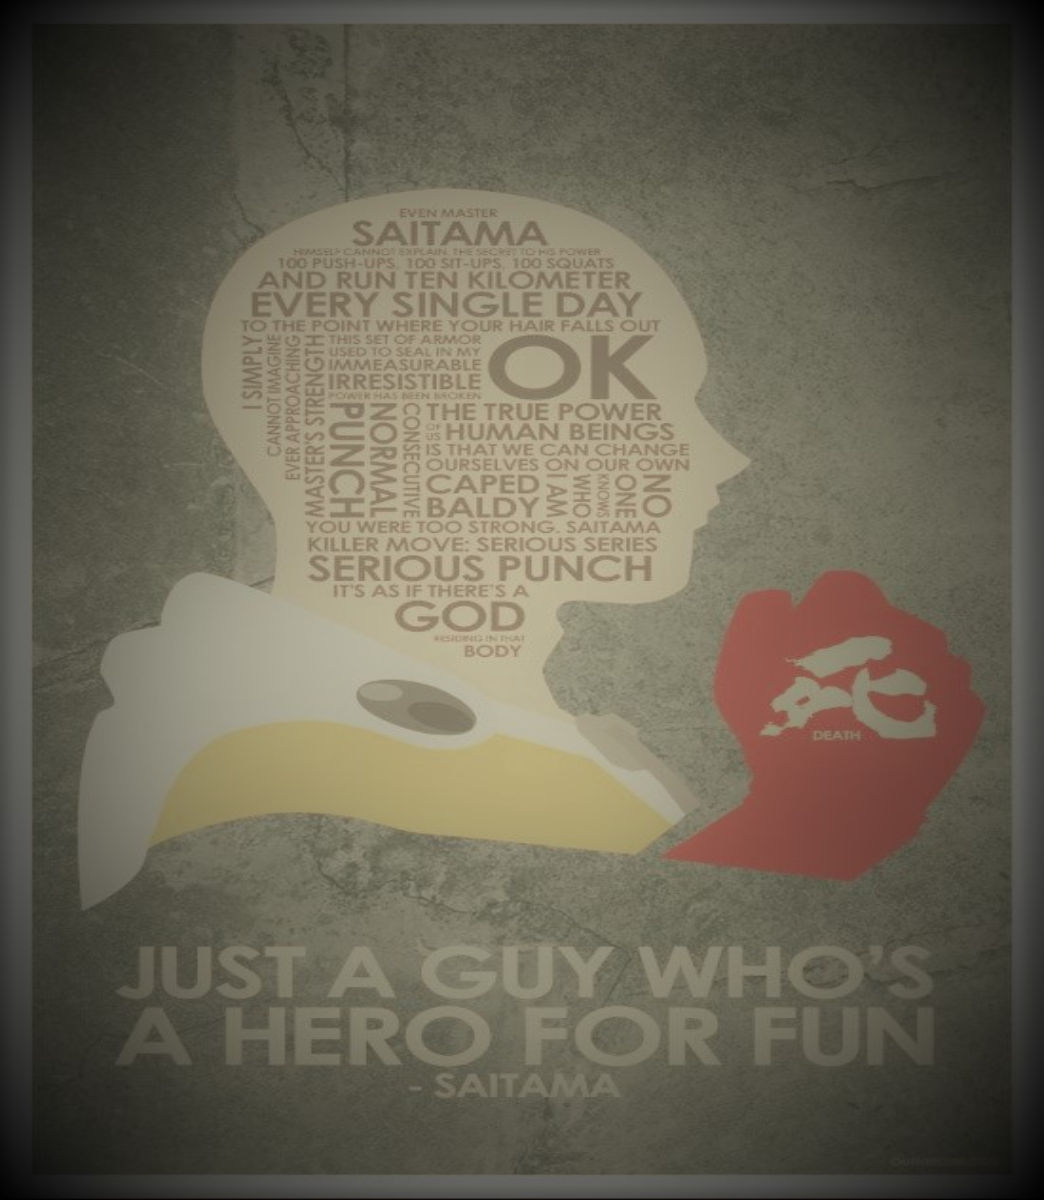 EVEN MASTER
SAITAMA
HIMSELF CANNOT EXPLAIN. THE SECRET TO HIS POWER
100 PUSH-UPS. 100 SIT-UPS. 100 SQUATS
AND RUN TEN KILOMETER
EVERY SINGLE DAY
TO THE POINT WHERE YOUR HAIR FALLS OUT
I SIMPLY
CANNOT IMAGINE
EVER APPROACHING
MASTER'S STRENGTH
THIS SET OF ARMOR
USED TO SEAL IN MY
IMMEASURABLE
IRRESISTIBLE
POWER HAS BEEN BROKEN
OK
PUNCH
NORMAL
CONSECUTIVE
THE TRUE POWER
OF US HUMAN BEINGS
IS THAT WE CAN CHANGE
OURSELVES ON OUR OWN
CAPED
BALDY
I AM
WHO
KNOWS
ONE
NO
YOU WERE TOO STRONG. SAITAMA
KILLER MOVE: SERIOUS SERIES
SERIOUS PUNCH
IT'S AS IF THERE'S A
GOD
RESIDING IN THAT
BODY
死
DEATH
JUST A GUY WHO'S
A HERO FOR FUN
- SAITAMA